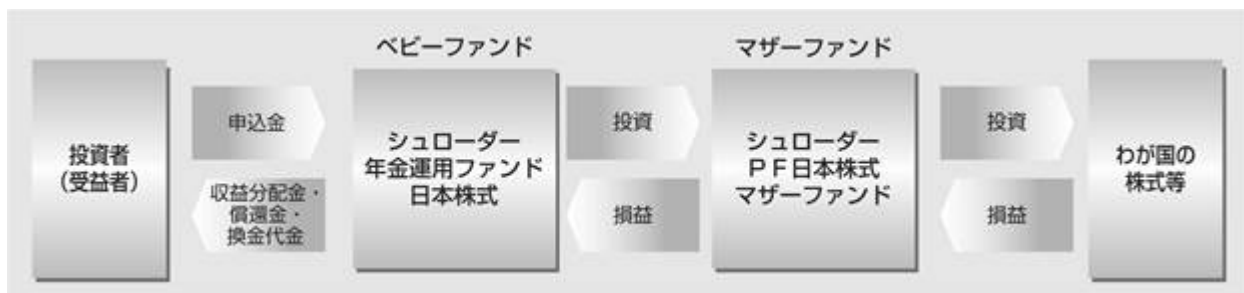 ベビーファンド
マザーファンド
投資者
（受益者）
申込金
収益分配金・
償還金・
換金代金
シュローダー
年金運用ファンド
日本株式
投資
損益
シュローダー
ＰＦ日本株式
マザーファンド
投資
損益
わが国の
株式等